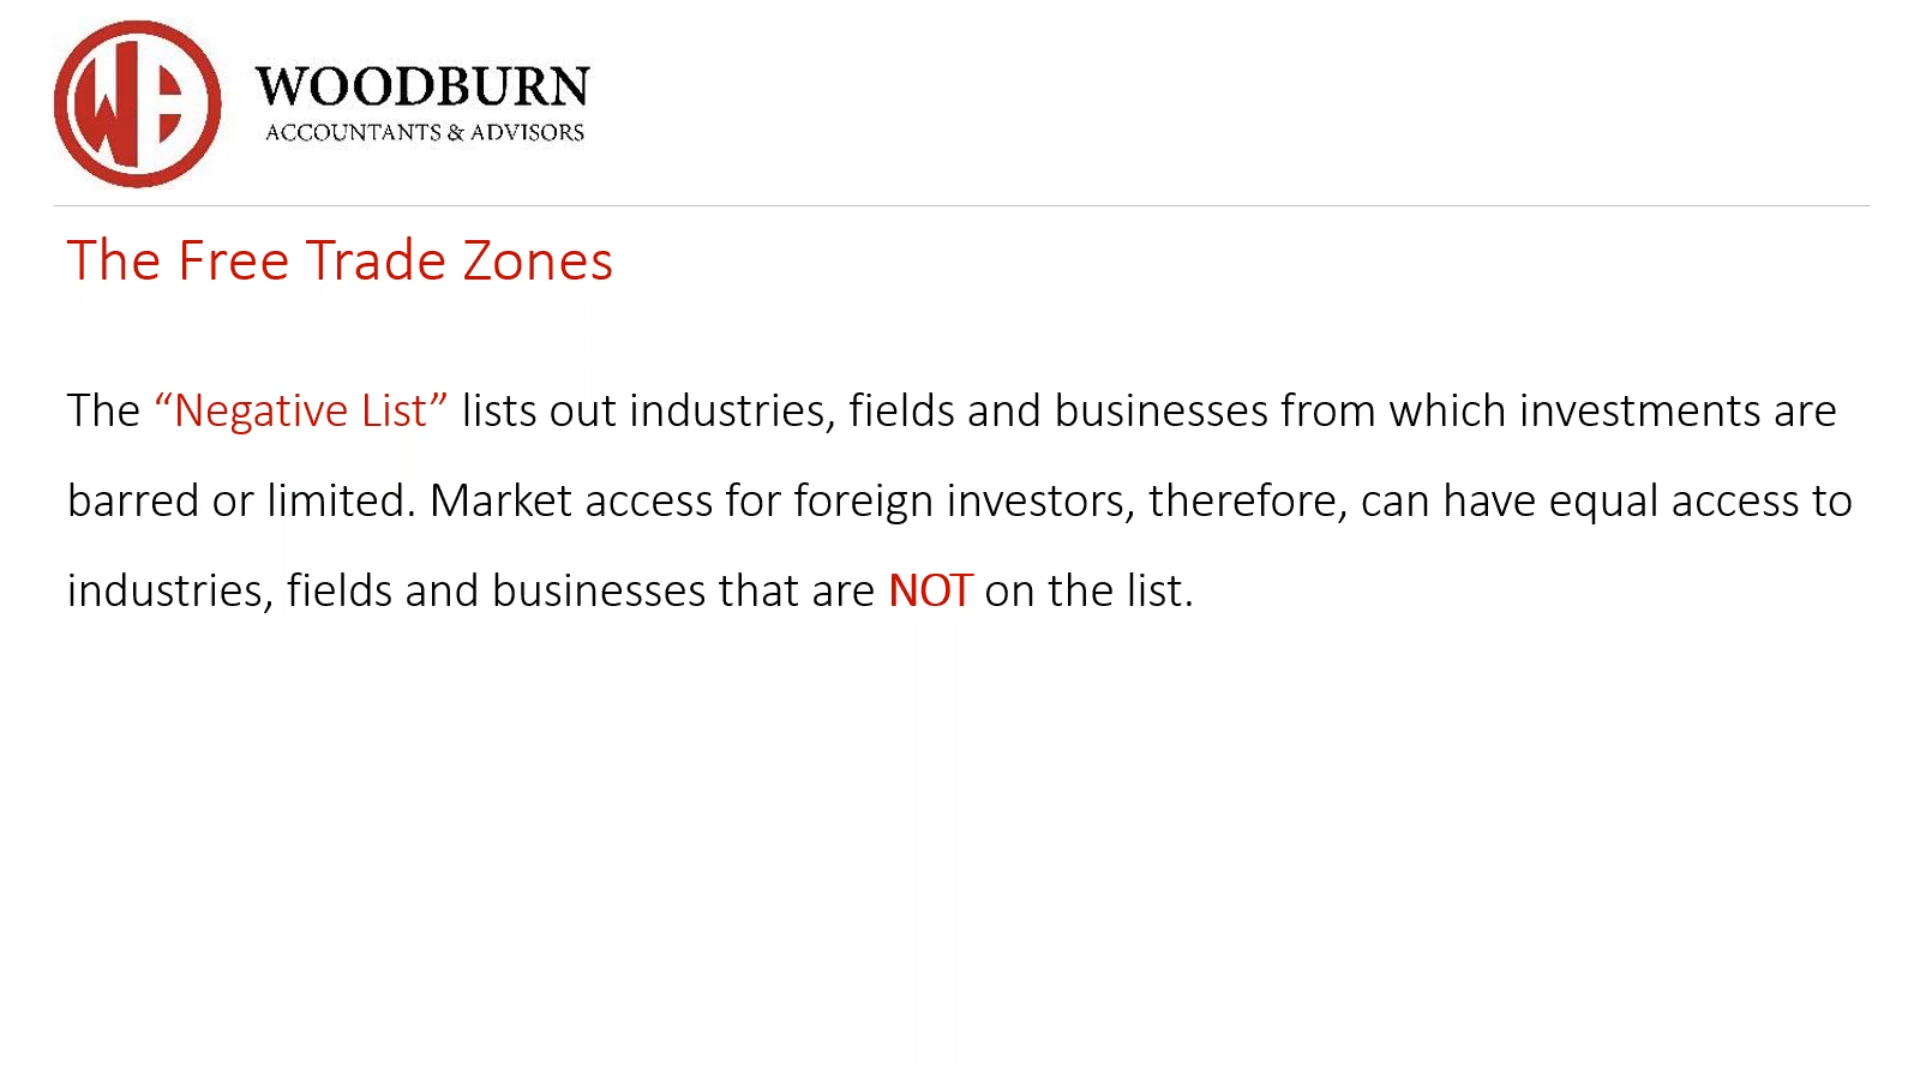 WOODBURN
ACCOUNTANTS & ADVISORS
The Free Trade Zones
The “Negative List” lists out industries, fields and businesses from which investments are
barred or limited. Market access for foreign investors, therefore, can have equal access to
industries, fields and businesses that are NOT on the list.